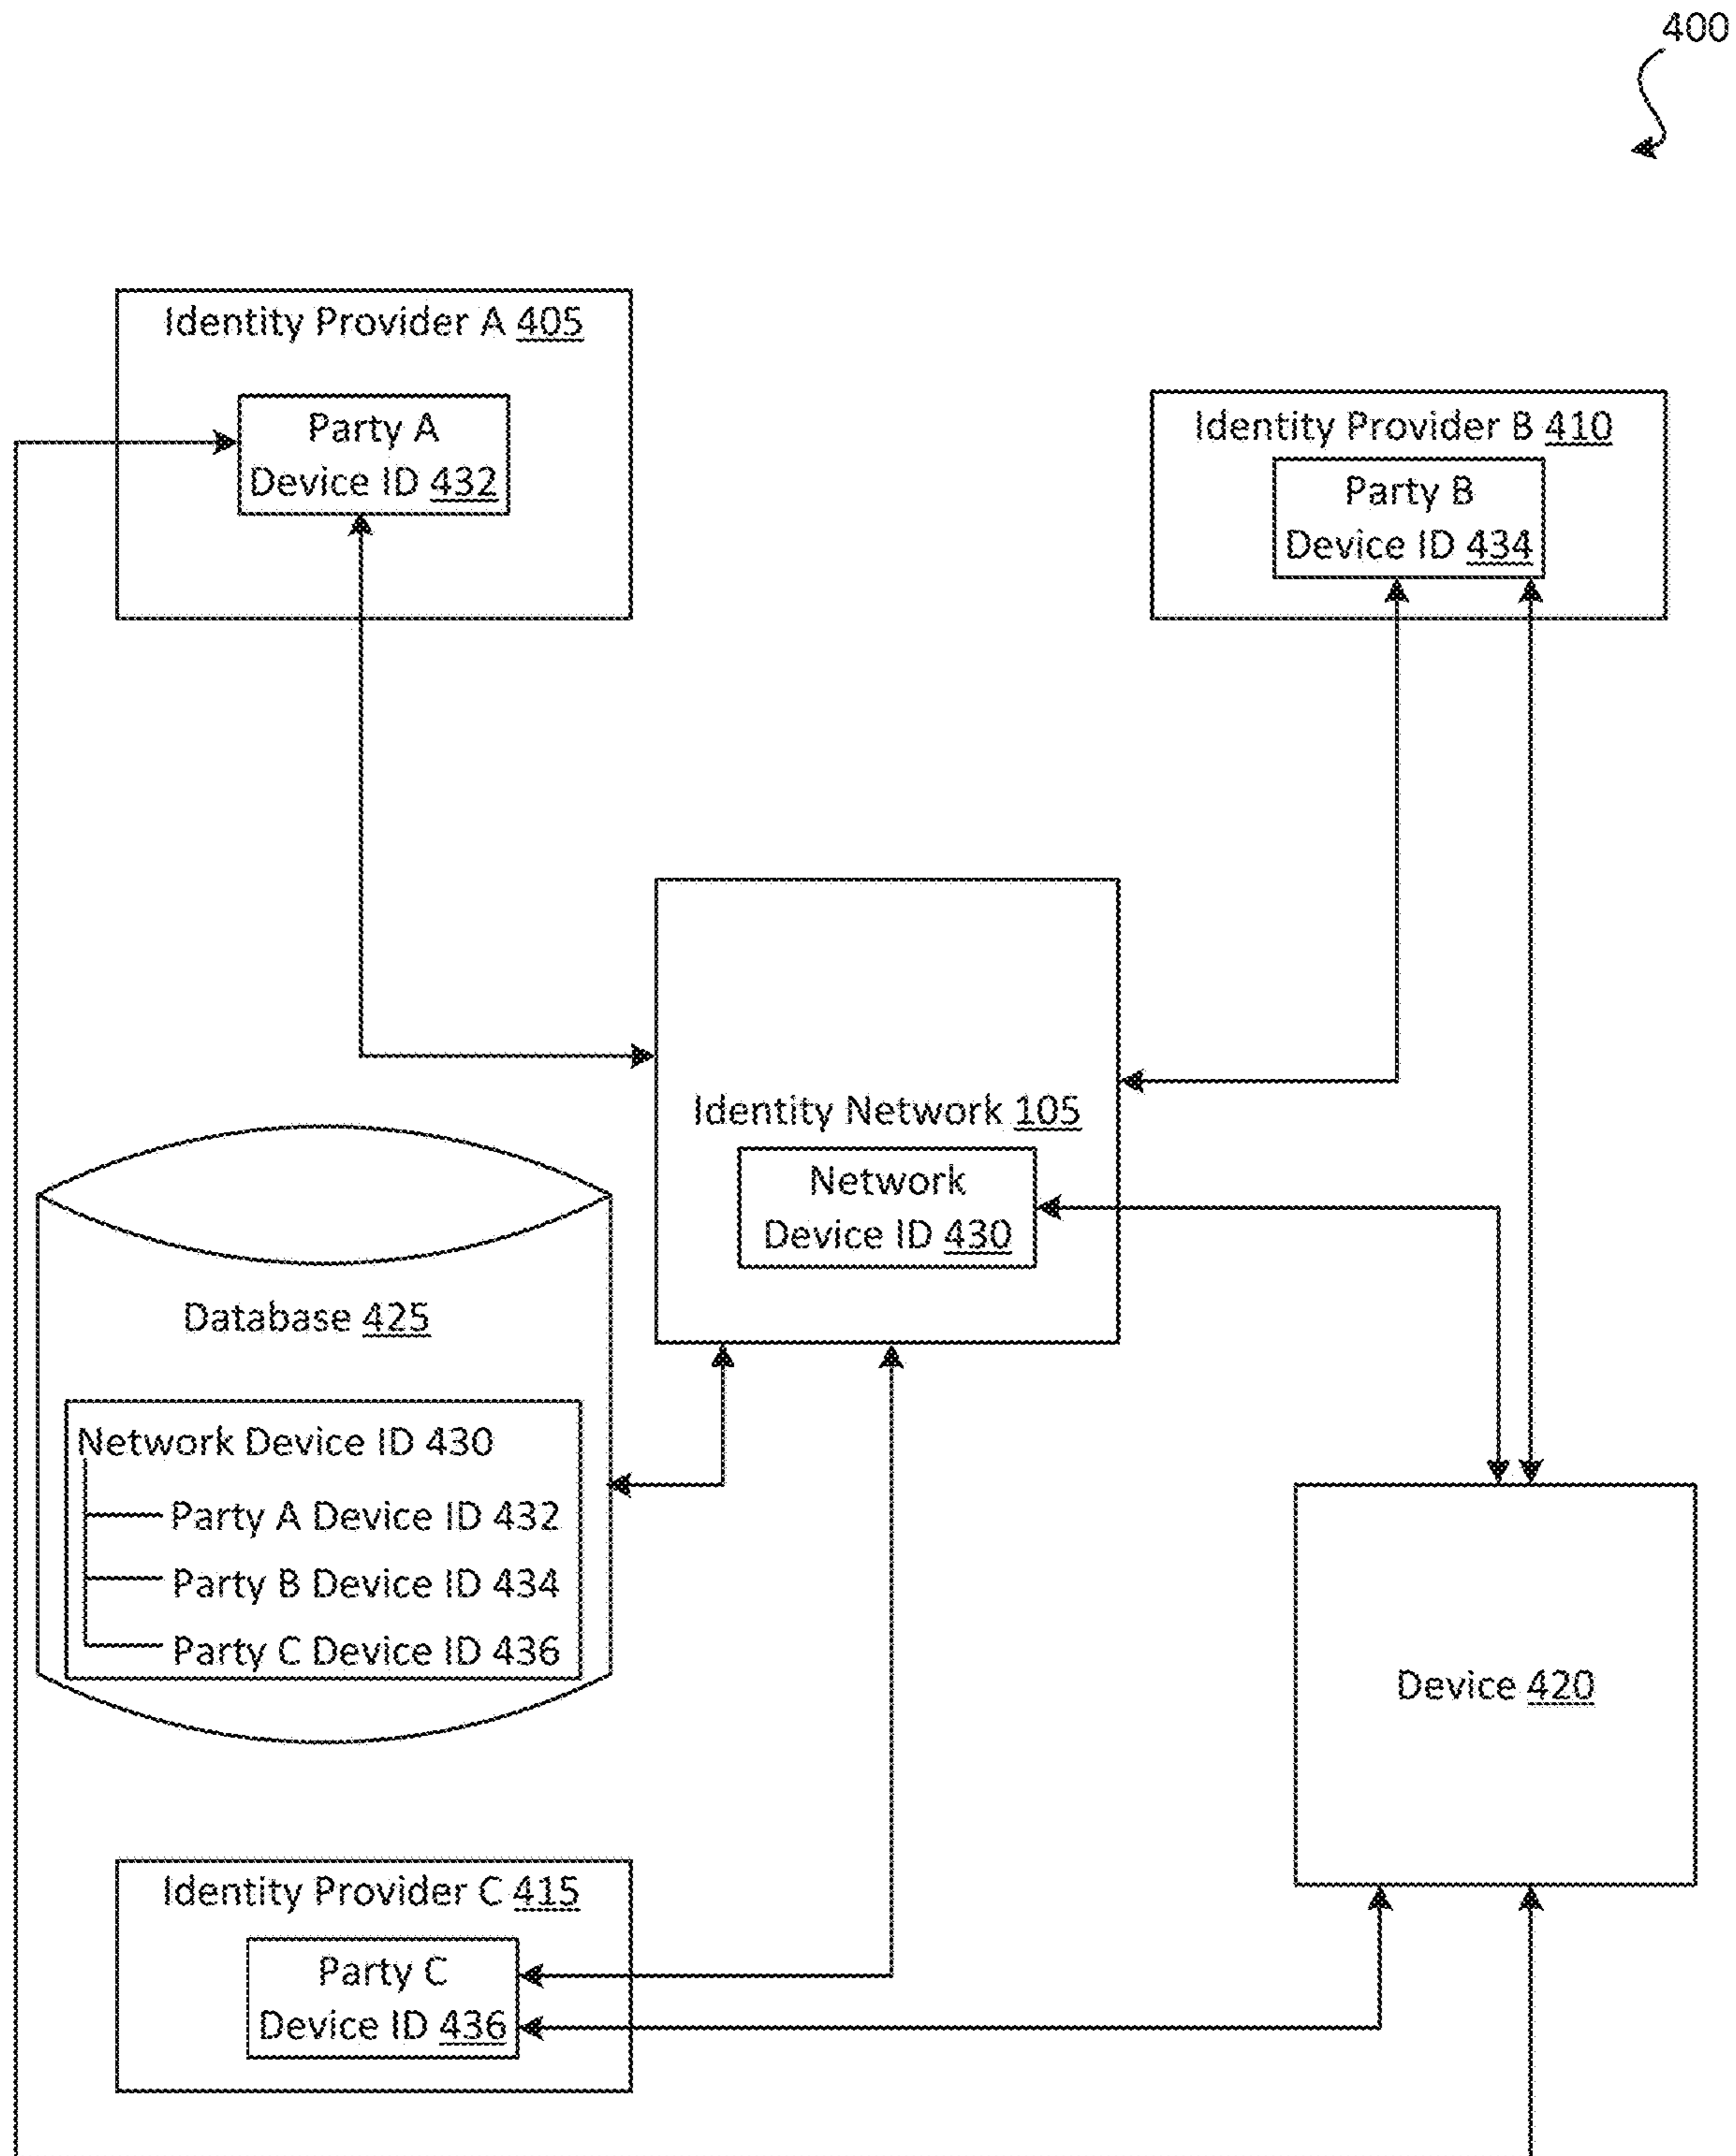 400
Identity Provider A 405
Party A
Device ID 432
Identity Provider B 410
Party B
Device ID 434
Identity Network 105
Network
Device ID 430
Database 425
Network Device ID 430
Party A Device ID 432
Party B Device ID 434
Party C Device ID 436
Device 420
Identity Provider C 415
Party C
Device ID 436